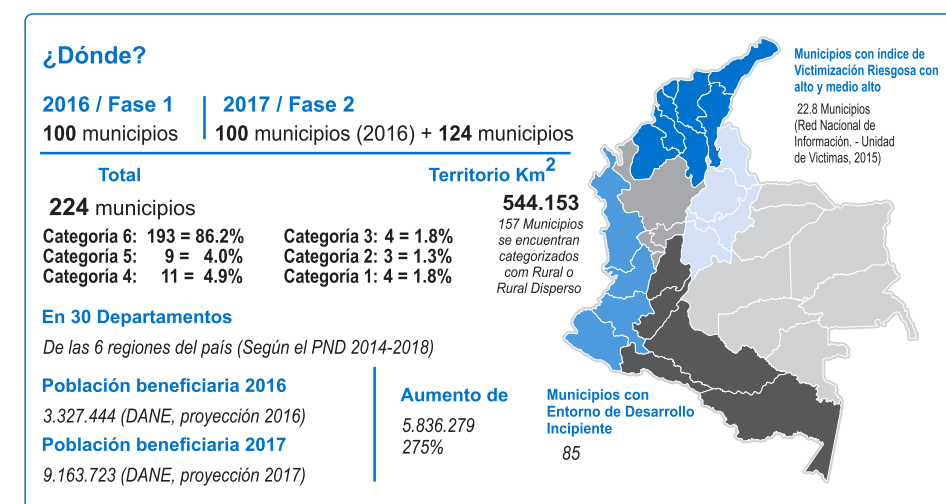 ¿Dónde?
2016 / Fase 1
100 municipios
2017 / Fase 2
100 municipios (2016) + 124 municipios
Total
224 municipios
Categoría 6: 193 = 86.2%
Categoría 5: 9 = 4.0%
Categoría 4: 11 = 4.9%
Categoría 3: 4 = 1.8%
Categoría 2: 3 = 1.3%
Categoría 1: 4 = 1.8%
Territorio Km2
544.153
157 Municipios
se encuentran
categorizados
com Rural o
Rural Disperso
En 30 Departamentos
De las 6 regiones del país (Según el PND 2014-2018)
Población beneficiaria 2016
3.327.444 (DANE, proyección 2016)
Población beneficiaria 2017
9.163.723 (DANE, proyección 2017)
Aumento de
5.836.279
275%
Municipios con
Entorno de Desarrollo
Incipiente
85
Municipios con índice de
Victimización Riesgosa con
alto y medio alto
22.8 Municipios
(Red Nacional de
Información. - Unidad
de Victimas, 2015)